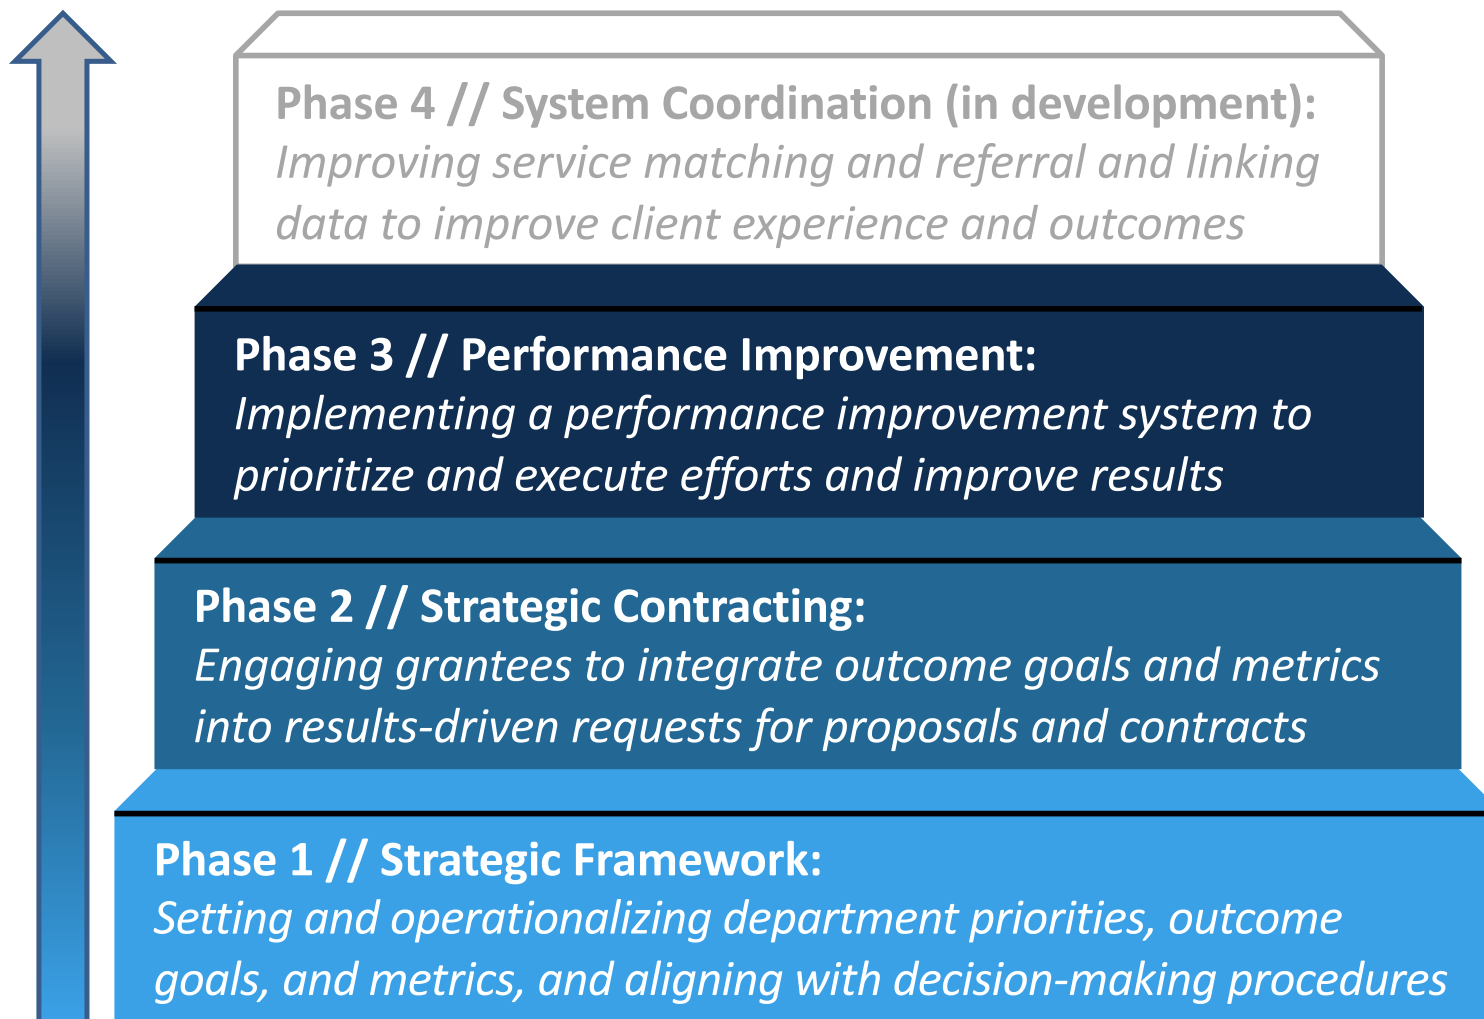 Phase 4 // System Coordination (in development):
Improving service matching and referral and linking
data to improve client experience and outcomes
Phase 3 // Performance Improvement:
Implementing a performance improvement system to
prioritize and execute efforts and improve results
Phase 2 // Strategic Contracting:
Engaging grantees to integrate outcome goals and metrics
into results-driven requests for proposals and contracts
Phase 1 // Strategic Framework:
Setting and operationalizing department priorities, outcome
goals, and metrics, and aligning with decision-making procedures